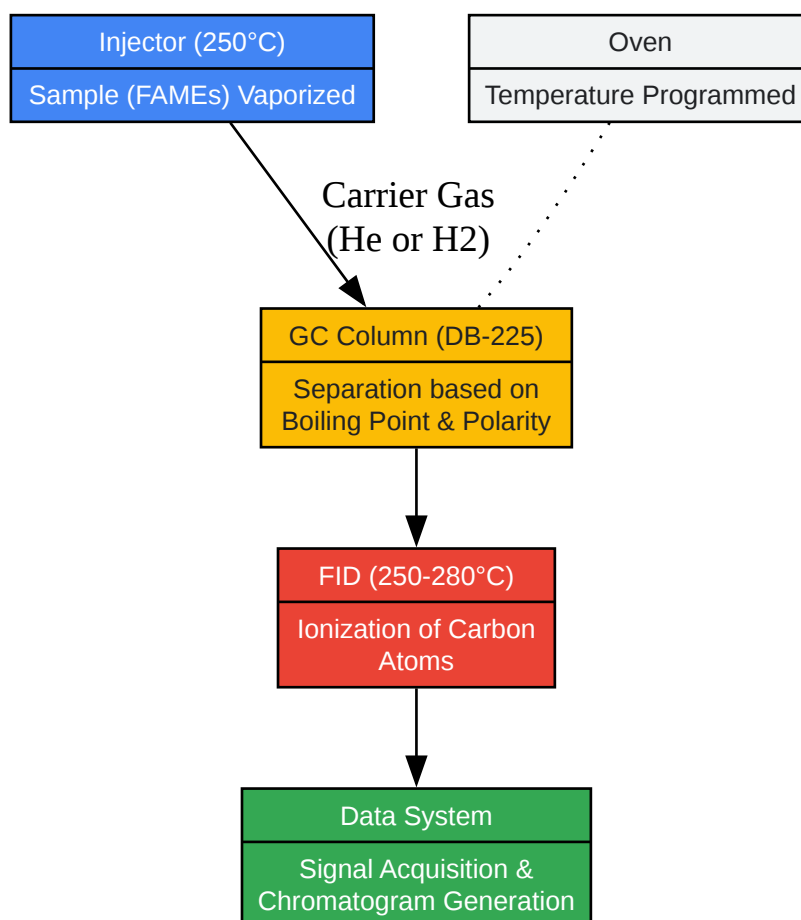 Injector (250°C)
Sample (FAMEs) Vaporized
Oven
Temperature Programmed
Carrier Gas
(He or H2)
GC Column (DB-225)
Separation based on
Boiling Point & Polarity
FID (250-280°C)
Ionization of Carbon
Atoms
Data System
Signal Acquisition &
Chromatogram Generation